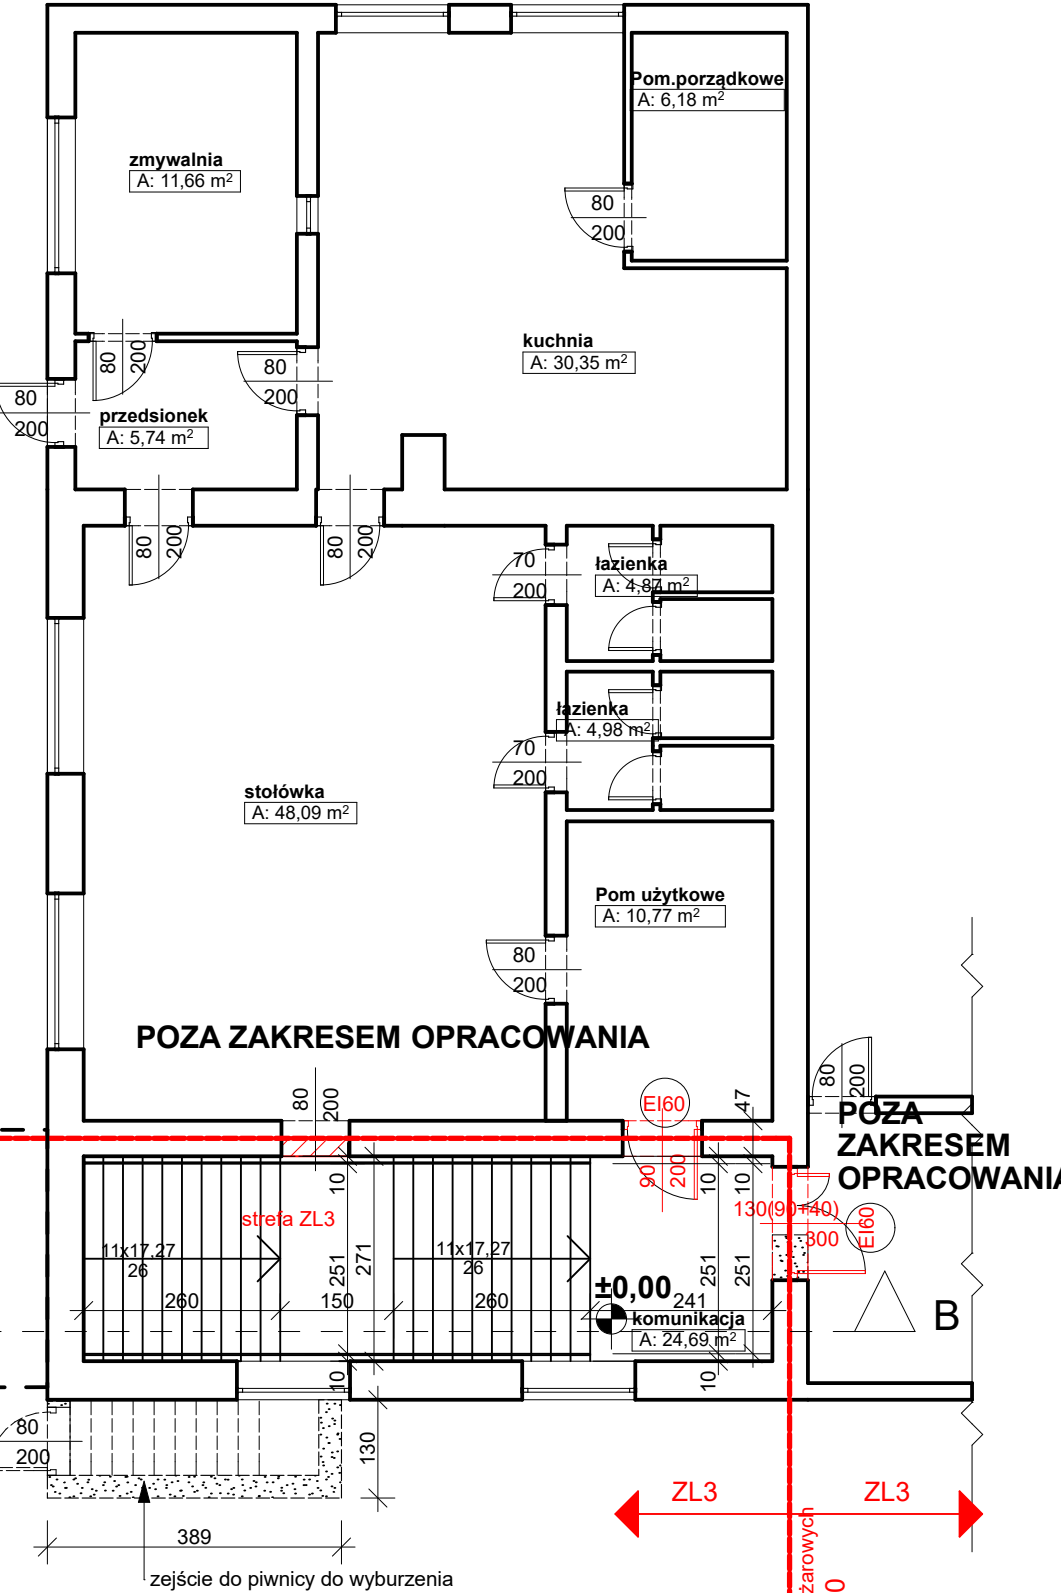 Pom.porządkowe
A: 6,18 m²
zmywalnia
A: 11,66 m²
80
200
kuchnia
A: 30,35 m²
80
200
80
200
80
200
przedsionek
A: 5,74 m²
80
200
80
200
70
200
łazienka
A: 4,87 m²
łazienka
A: 4,98 m²
70
200
stołówka
A: 48,09 m²
Pom użytkowe
A: 10,77 m²
80
200
POZA ZAKRESEM OPRACOWANIA
80
200
EI60
47
80
200
POZA
ZAKRESEM
OPRACOWANIA
90
200
10
10
10
130(90+40)
300
EI60
strefa ZL3
11x17,27
26
251
271
11x17,27
26
251
251
260
150
260
241
±0,00
komunikacja
A: 24,69 m²
B
10
10
80
200
130
ZL3
ZL3
389
żarowych
0
zejście do piwnicy do wyburzenia